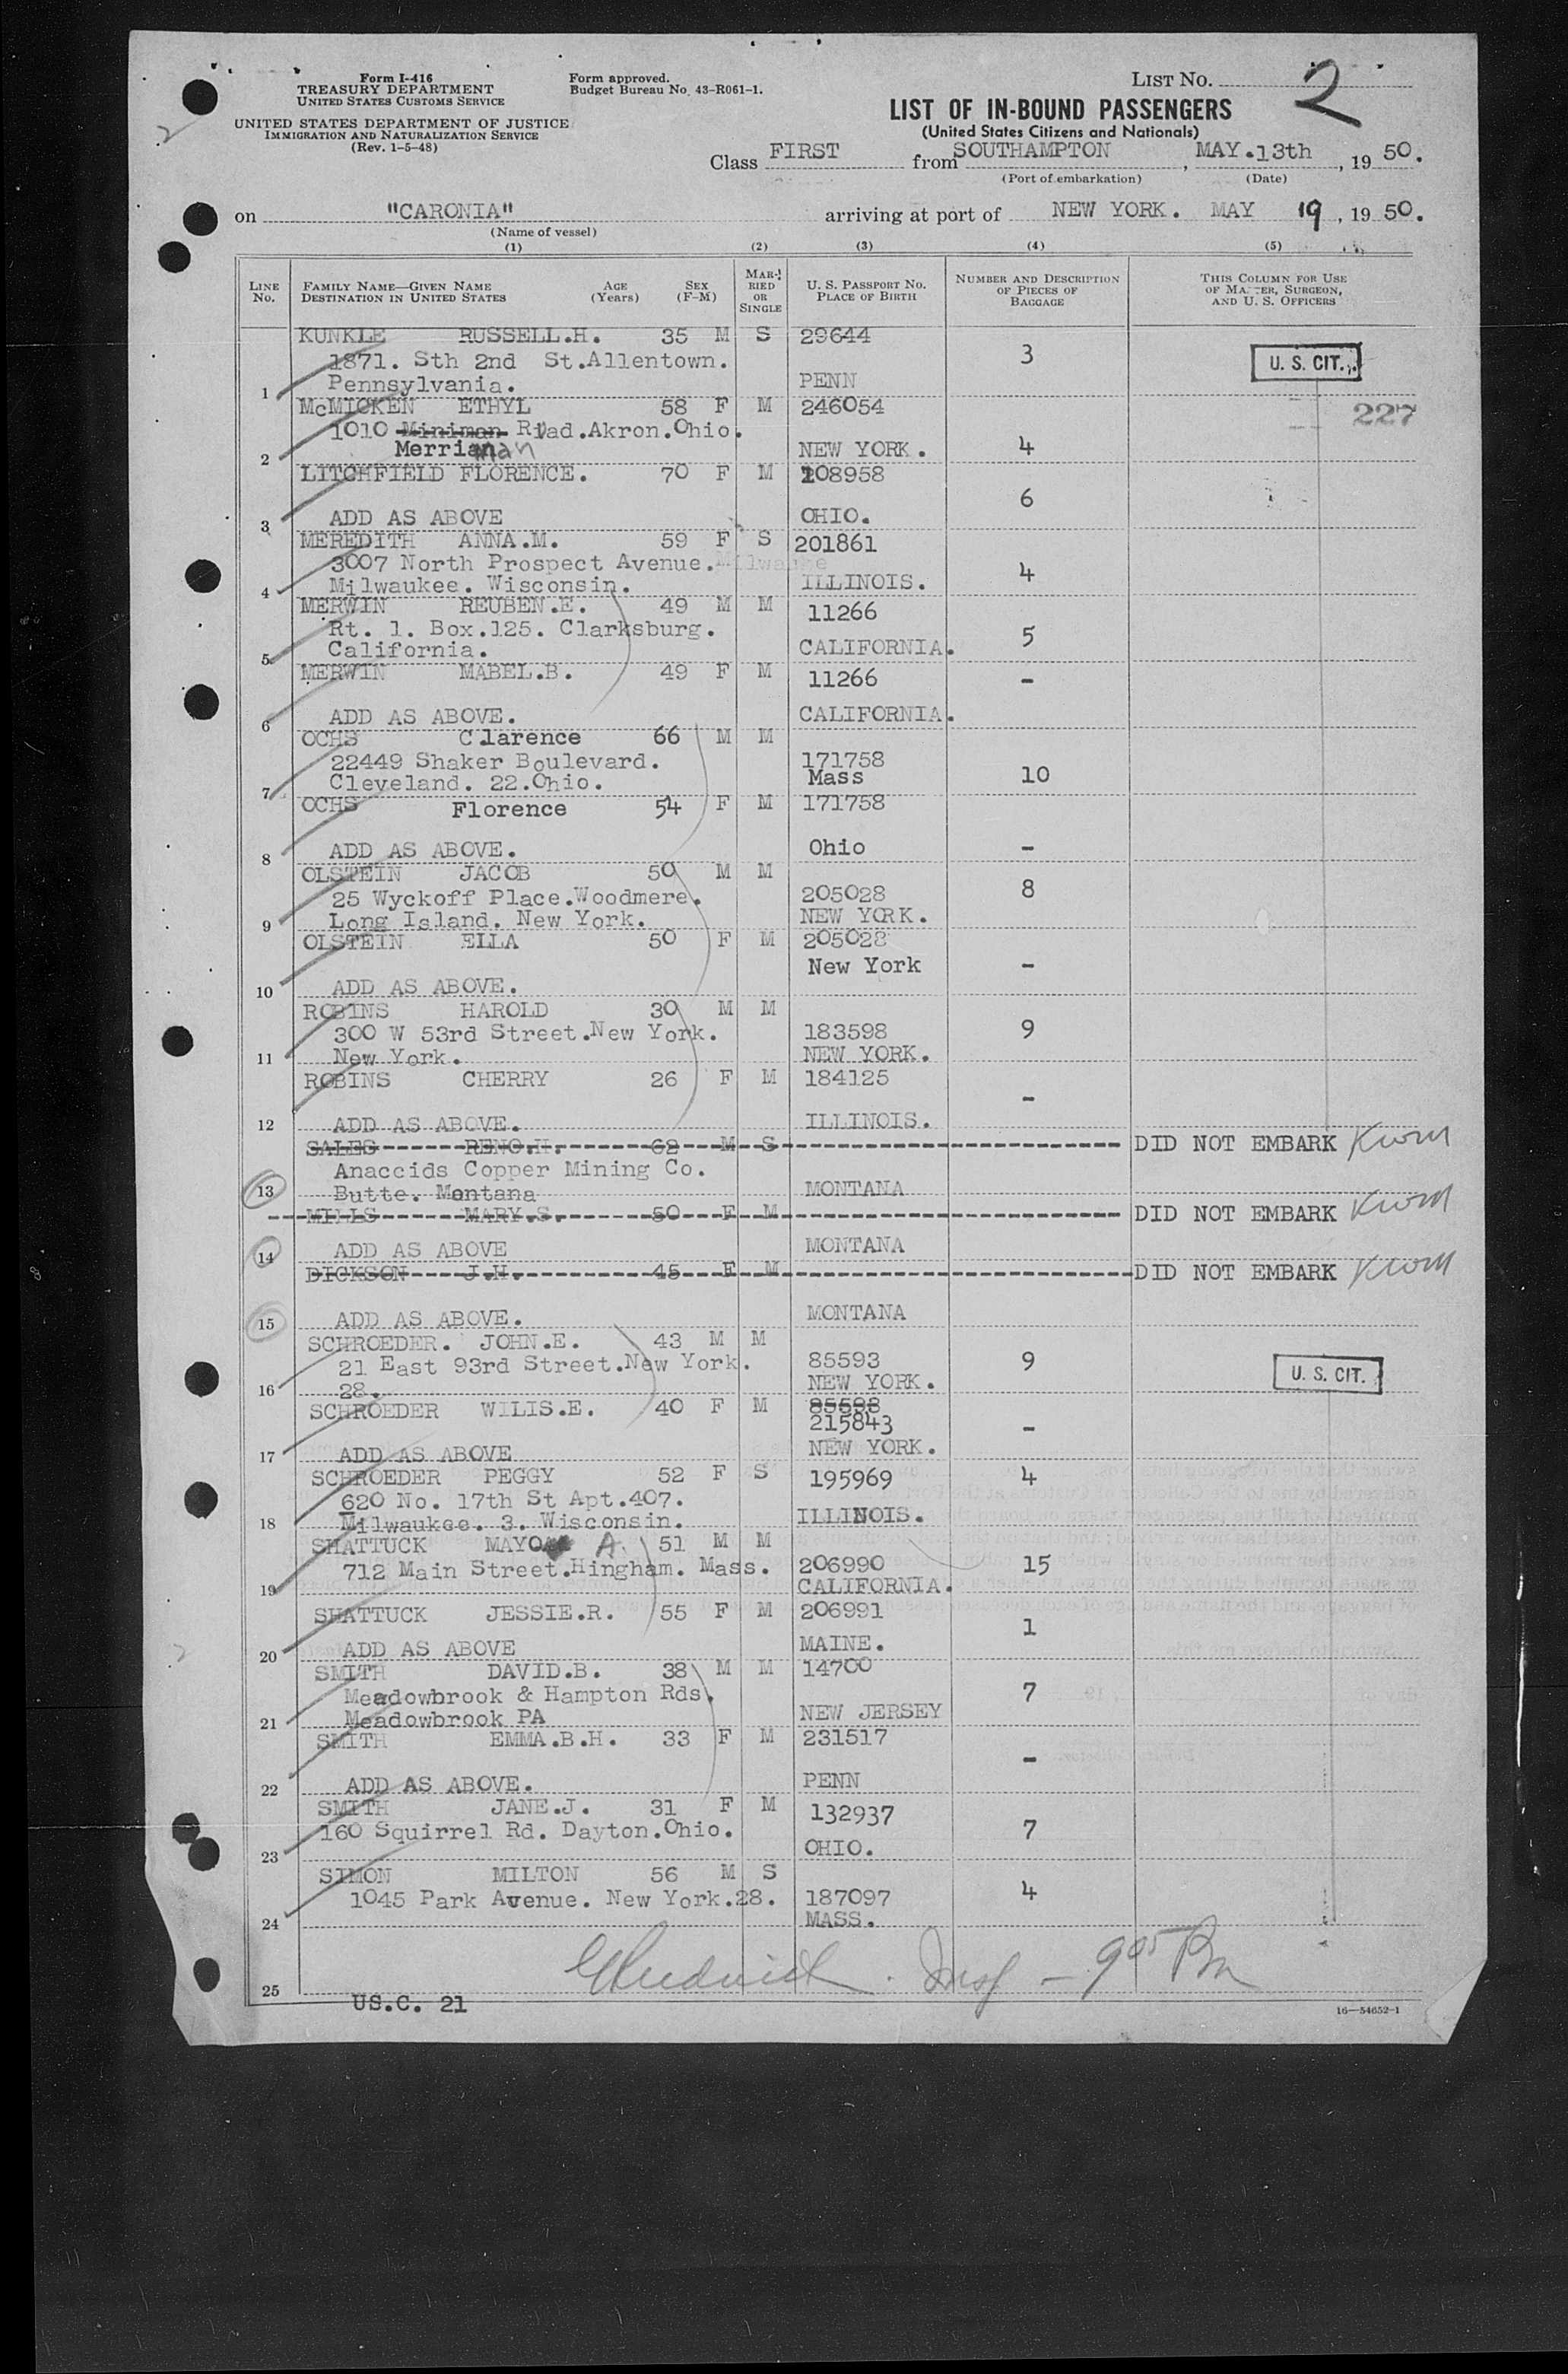 Form I-416
TREASURY DEPARTMENT
UNITED STATES CUSTOMS SERVICE
UNITED STATES DEPARTMENT OF JUSTICE
IMMIGRATION AND NATURALIZATION SERVICE
(Rev. 1-5-48)
Form approved.
Budget Bureau No. 43-R061-1.
LIST No. 2
LIST OF IN-BOUND PASSENGERS
(United States Citizens and Nationals)
Class FIRST from SOUTHAMPTON, MAY.13th, 1950.
(Port of embarkation) (Date)
on "CARONIA" arriving at port of NEW YORK. MAY 19, 1950.
(Name of vessel)
(1) (2) (3) (4) (5)
LINE No.
FAMILY NAME—GIVEN NAME
DESTINATION IN UNITED STATES
AGE (Years)
SEX (F-M)
MARRIED OR SINGLE
U. S. PASSPORT NO.
PLACE OF BIRTH
NUMBER AND DESCRIPTION OF PIECES OF BAGGAGE
THIS COLUMN FOR USE OF MASTER, SURGEON, AND U. S. OFFICERS
KUNKLE RUSSELL.H. 35 M S 29644
1871. Sth 2nd St.Allentown. 3 U. S. CIT.
1 Pennsylvania. PENN
McMICKEN ETHYL 58 F M 246054 227
1010 Miniman Road.Akron.Ohio.
2 Merriman NEW YORK. 4
LITCHFIELD FLORENCE. 70 F M 208958
6
3 ADD AS ABOVE OHIO.
MEREDITH ANNA.M. 59 F S 201861
3007 North Prospect Avenue. Milwauke
4 Milwaukee. Wisconsin. ILLINOIS. 4
MERWIN REUBEN.E. 49 M M 11266
Rt. 1. Box.125. Clarksburg. 5
5 California. CALIFORNIA.
MERWIN MABEL.B. 49 F M 11266 -
6 ADD AS ABOVE. CALIFORNIA.
OCHS Clarence 66 M M
22449 Shaker Boulevard. 171758
7 Cleveland. 22.Ohio. Mass 10
OCHS Florence 54 F M 171758
8 ADD AS ABOVE. Ohio -
OLSTEIN JACOB 50 M M
25 Wyckoff Place.Woodmere. 205028 8
9 Long Island. New York. NEW YORK.
OLSTEIN ELLA 50 F M 205028
New York -
10 ADD AS ABOVE.
ROBINS HAROLD 30 M M
300 W 53rd Street.New York. 183598 9
11 New York. NEW YORK.
ROBINS CHERRY 26 F M 184125
-
12 ADD AS ABOVE. ILLINOIS.
SALES RENO.H. 62 M S DID NOT EMBARK KWM
Anaccids Copper Mining Co.
13 Butte. Montana MONTANA
MILLS MARY.S. 50 F M DID NOT EMBARK KWM
14 ADD AS ABOVE MONTANA
DICKSON J.H. 45 F M DID NOT EMBARK KWM
15 ADD AS ABOVE. MONTANA
SCHROEDER. JOHN.E. 43 M M
21 East 93rd Street.New York. 85593 9 U. S. CIT.
16 28. NEW YORK.
SCHROEDER WILIS.E. 40 F M 85593
215843 -
17 ADD AS ABOVE NEW YORK.
SCHROEDER PEGGY 52 F S 195969 4
620 No. 17th St Apt.407.
18 Milwaukee. 3. Wisconsin. ILLINOIS.
SHATTUCK MAYO A. 51 M M
712 Main Street.Hingham. Mass. 206990 15
19 CALIFORNIA.
SHATTUCK JESSIE.R. 55 F M 206991
1
20 ADD AS ABOVE MAINE.
SMITH DAVID.B. 38 M M 14700
Meadowbrook & Hampton Rds. 7
21 Meadowbrook PA NEW JERSEY
SMITH EMMA.B.H. 33 F M 231517
-
22 ADD AS ABOVE. PENN
SMITH JANE.J. 31 F M 132937
160 Squirrel Rd. Dayton.Ohio. 7
23 OHIO.
SIMON MILTON 56 M S
1045 Park Avenue. New York.28. 187097 4
24 MASS.
Insp — 9 05 Pm
25
US.C. 21
16—54652-1